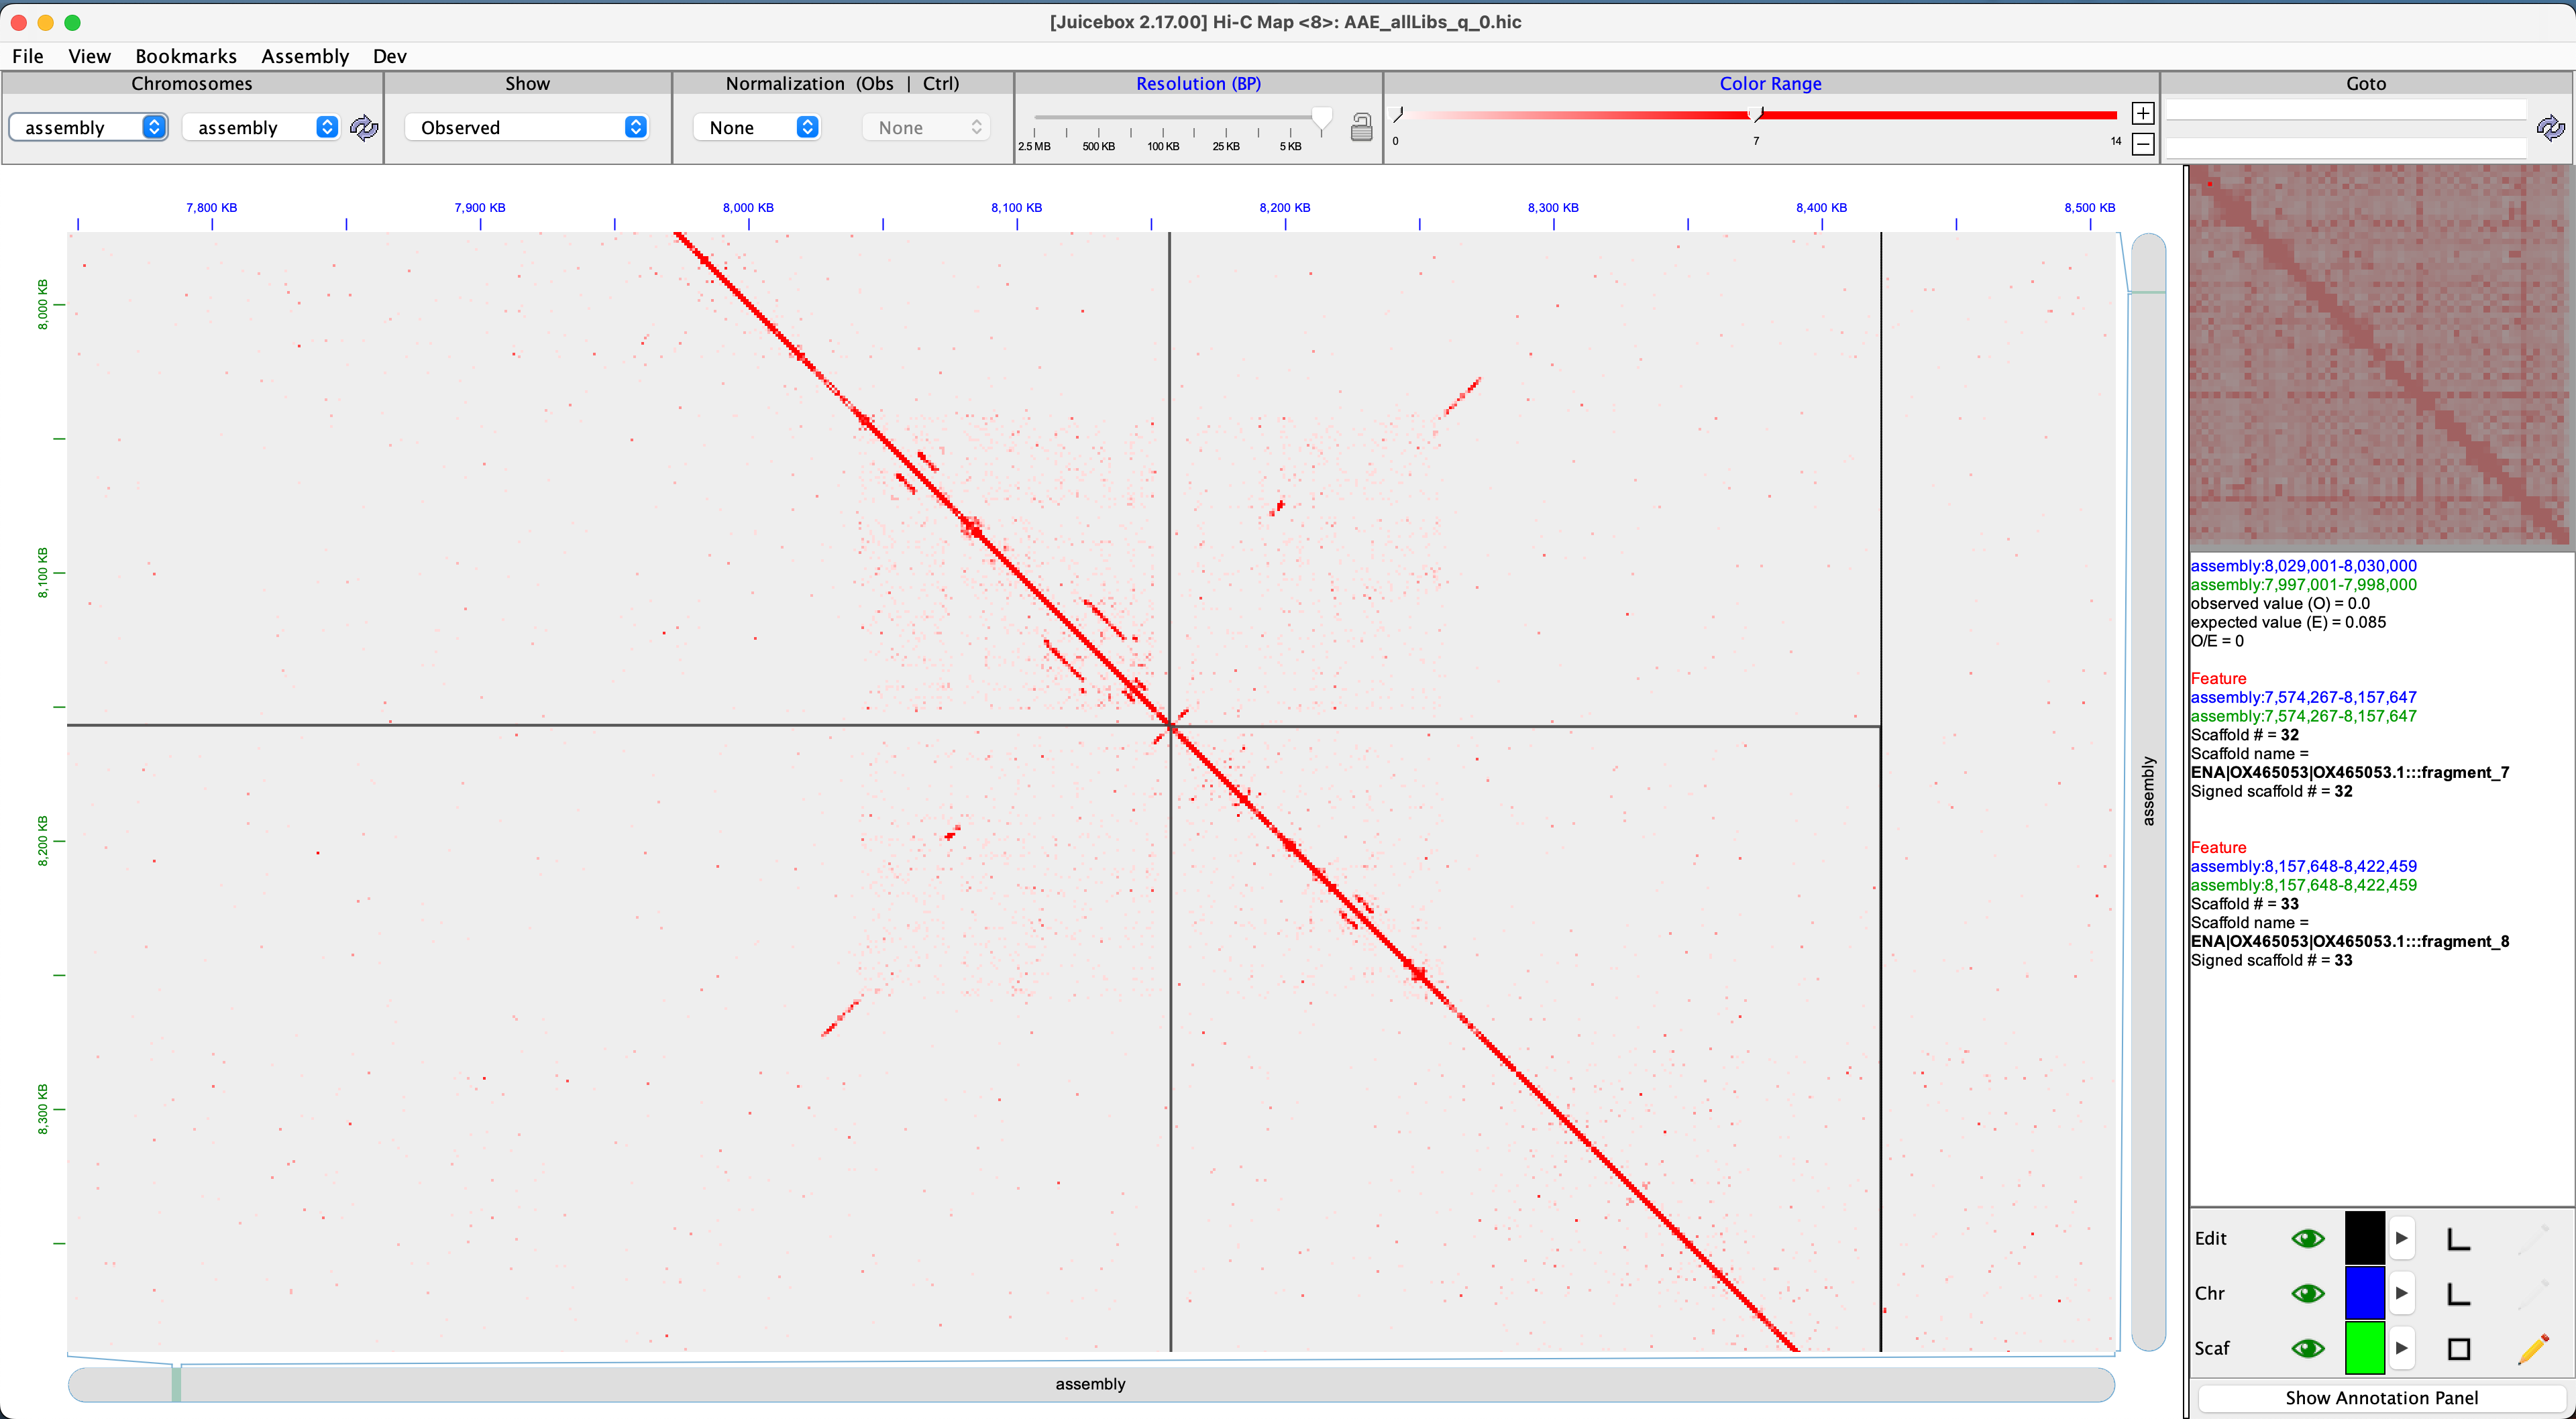 [Juicebox 2.17.00] Hi-C Map <8>: AAE_allLibs_q_0.hic
File View Bookmarks Assembly Dev
Chromosomes Show Normalization (Obs | Ctrl) Resolution (BP) Color Range Goto
assembly assembly Observed None None
2.5 MB 500 KB 100 KB 25 KB 5 KB
0 7 14
7,800 KB 7,900 KB 8,000 KB 8,100 KB 8,200 KB 8,300 KB 8,400 KB 8,500 KB
8,000 KB
8,100 KB
8,200 KB
8,300 KB
assembly
assembly
assembly:8,029,001-8,030,000
assembly:7,997,001-7,998,000
observed value (O) = 0.0
expected value (E) = 0.085
O/E = 0
Feature
assembly:7,574,267-8,157,647
assembly:7,574,267-8,157,647
Scaffold # = 32
Scaffold name =
ENA|OX465053|OX465053.1:::fragment_7
Signed scaffold # = 32
Feature
assembly:8,157,648-8,422,459
assembly:8,157,648-8,422,459
Scaffold # = 33
Scaffold name =
ENA|OX465053|OX465053.1:::fragment_8
Signed scaffold # = 33
Edit
Chr
Scaf
Show Annotation Panel